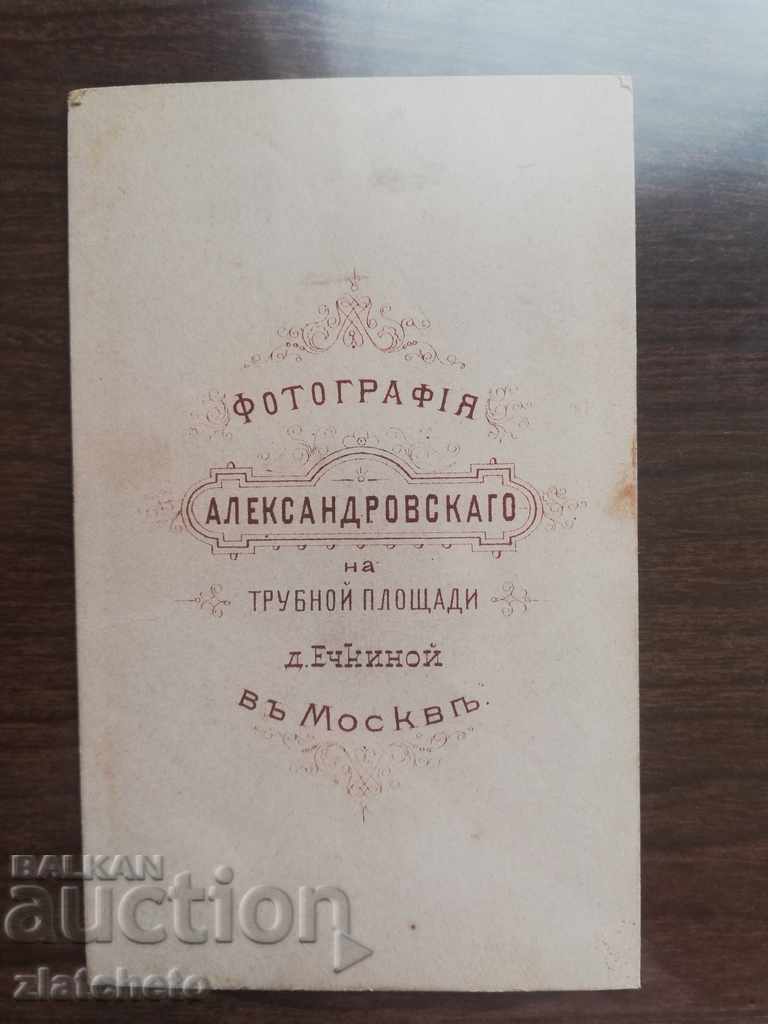 ФОТОГРАФІЯ
АЛЕКСАНДРОВСКАГО
на
ТРУБНОЙ ПЛОЩАДИ
д. Ечкиной
въ Москвѣ.
BALKAN
auction
zlatcheto